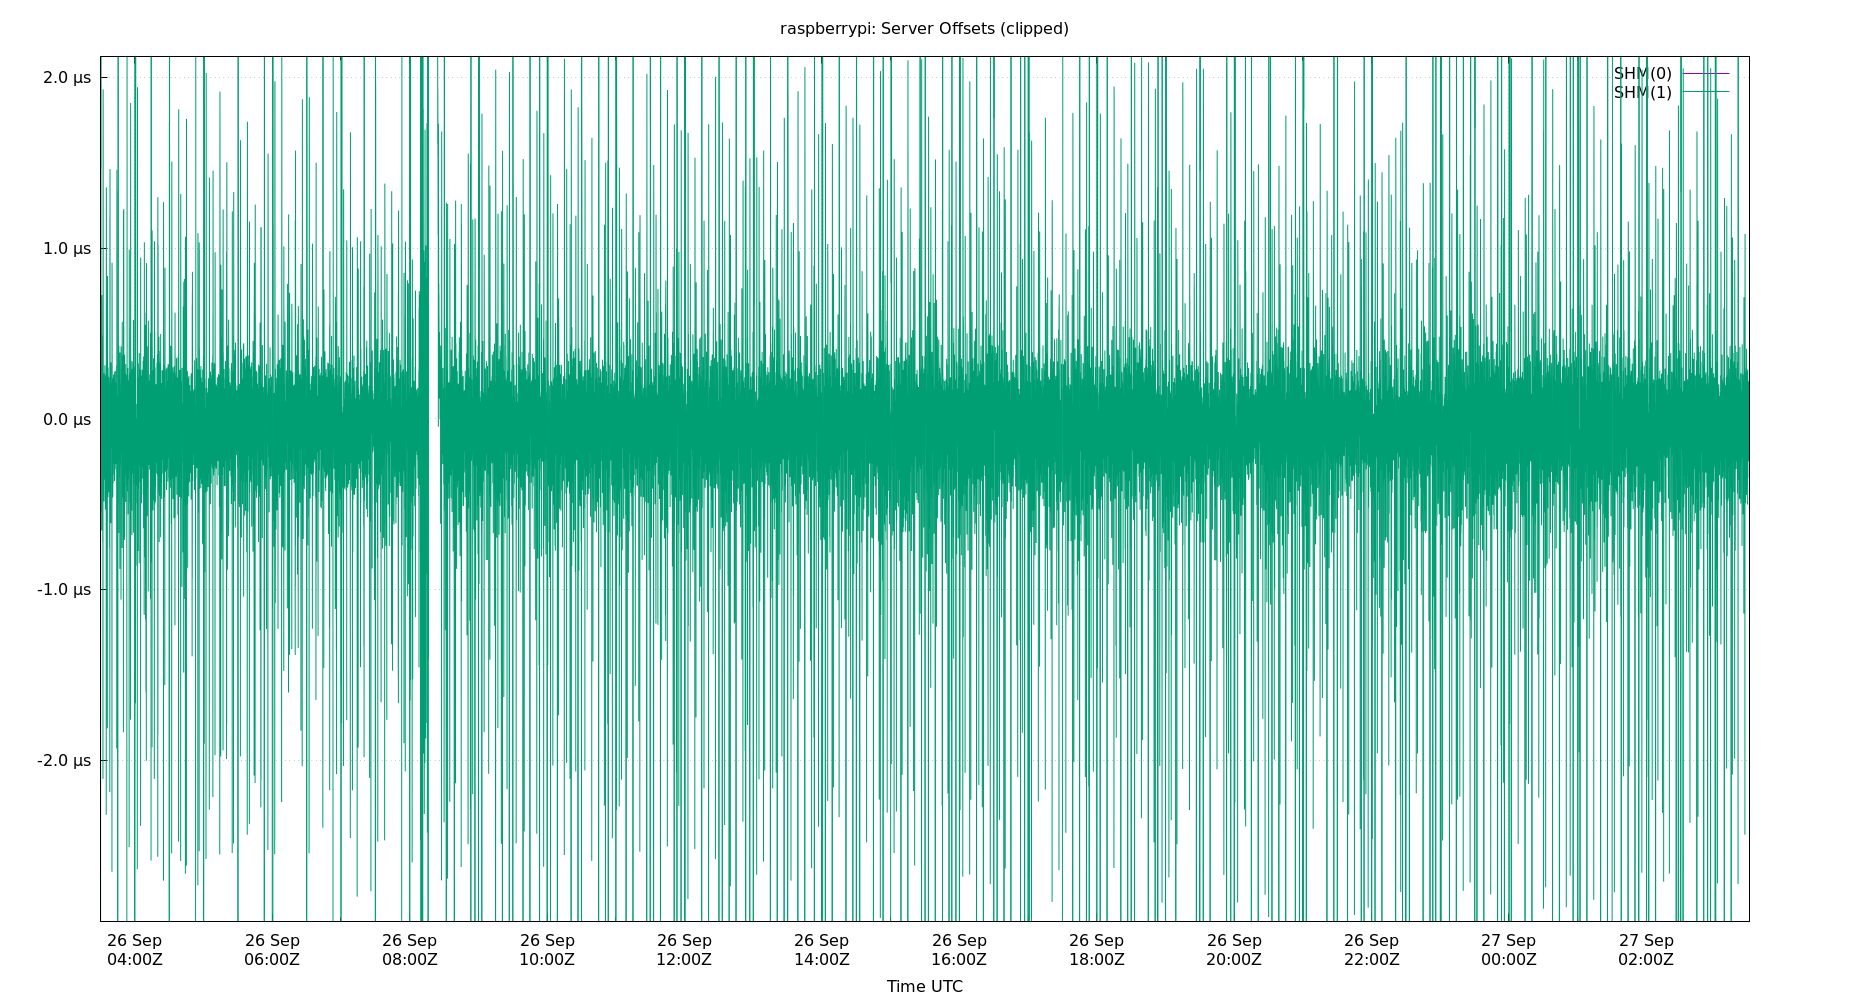 raspberrypi: Server Offsets (clipped)
SHM(0)
SHM(1)
2.0 μs
1.0 μs
0.0 μs
-1.0 μs
-2.0 μs
26 Sep 26 Sep 26 Sep 26 Sep 26 Sep 26 Sep 26 Sep 26 Sep 26 Sep 26 Sep 27 Sep 27 Sep
04:00Z 06:00Z 08:00Z 10:00Z 12:00Z 14:00Z 16:00Z 18:00Z 20:00Z 22:00Z 00:00Z 02:00Z
Time UTC